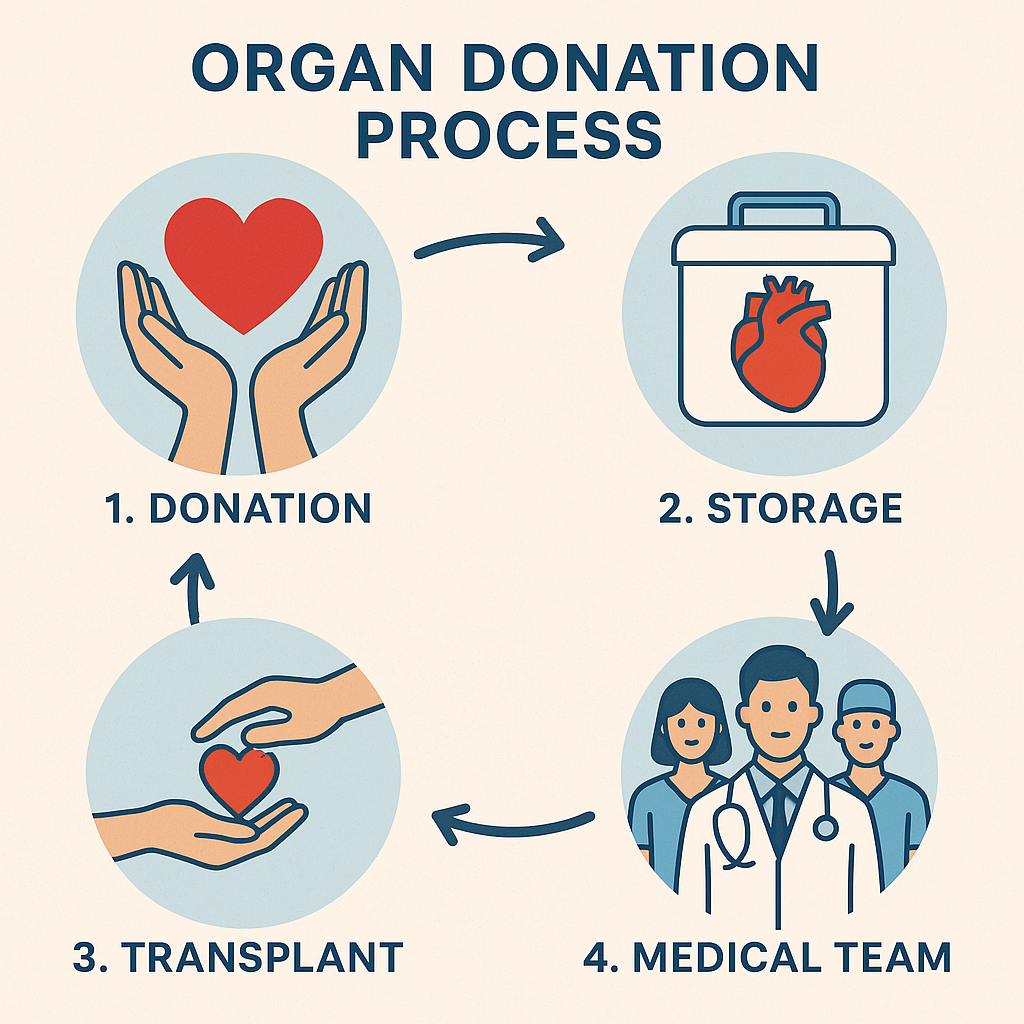 ORGAN DONATION
PROCESS
1. DONATION
2. STORAGE
3. TRANSPLANT
4. MEDICAL TEAM